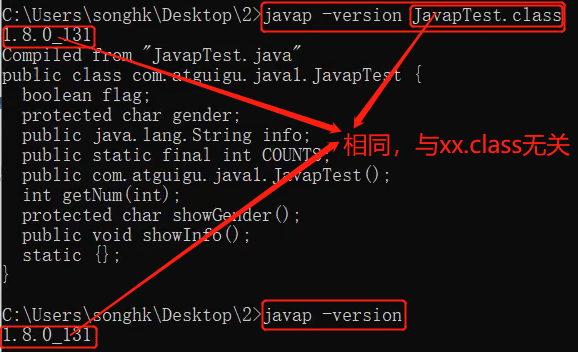 C:\Users\songhk\Desktop\2>javap -version JavapTest.class
1.8.0_131
Compiled from "JavapTest.java"
public class com.atguigu.java1.JavapTest {
  boolean flag;
  protected char gender;
  public java.lang.String info;
  public static final int COUNTS;
  public com.atguigu.java1.JavapTest();
  int getNum(int);
  protected char showGender();
  public void showInfo();
  static {};
}
相同，与xx.class无关
C:\Users\songhk\Desktop\2>javap -version
1.8.0_131